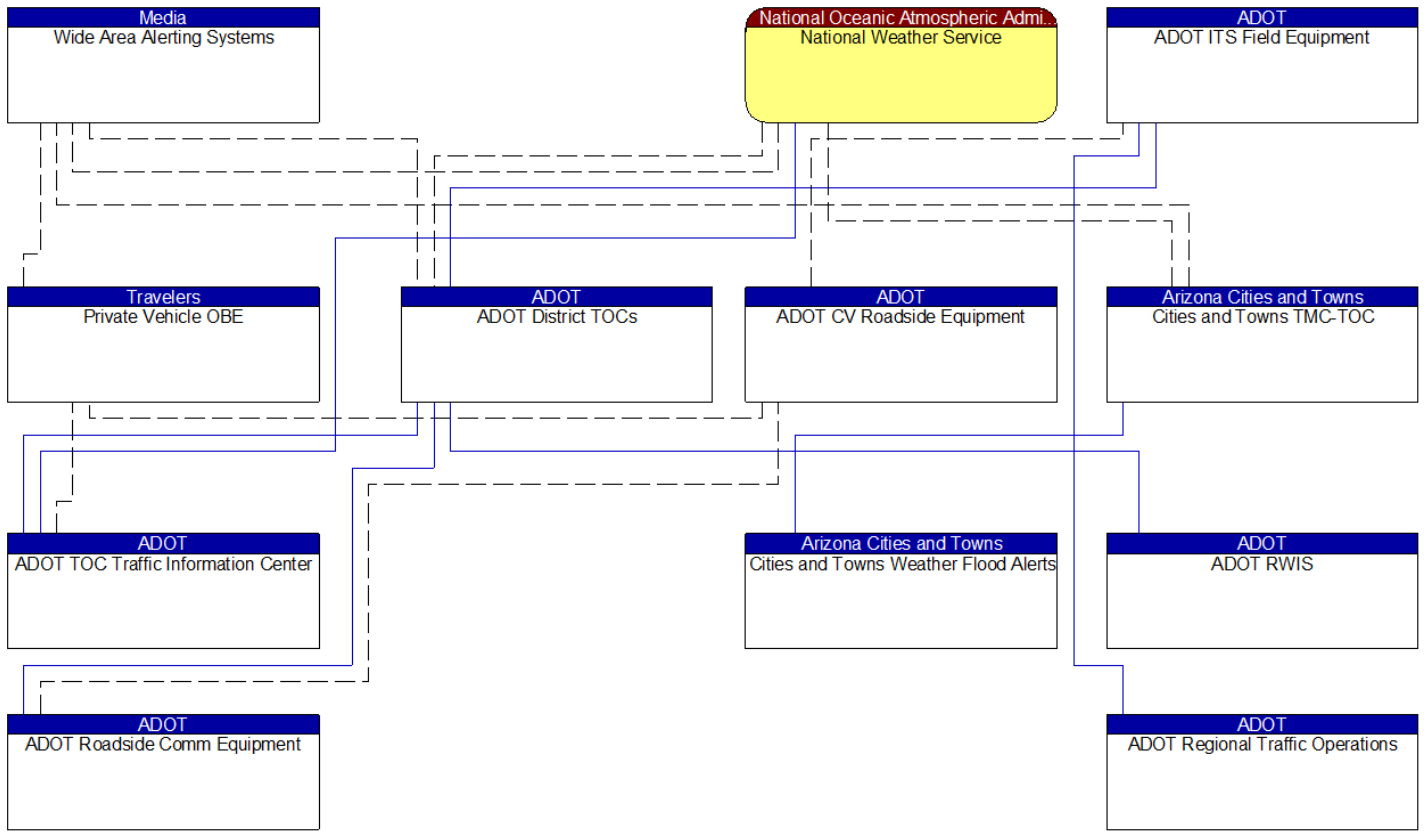 Media
Wide Area Alerting Systems
National Oceanic Atmospheric Admi...
National Weather Service
ADOT
ADOT ITS Field Equipment
Travelers
Private Vehicle OBE
ADOT
ADOT District TOCs
ADOT
ADOT CV Roadside Equipment
Arizona Cities and Towns
Cities and Towns TMC-TOC
ADOT
ADOT TOC Traffic Information Center
Arizona Cities and Towns
Cities and Towns Weather Flood Alerts
ADOT
ADOT RWIS
ADOT
ADOT Roadside Comm Equipment
ADOT
ADOT Regional Traffic Operations